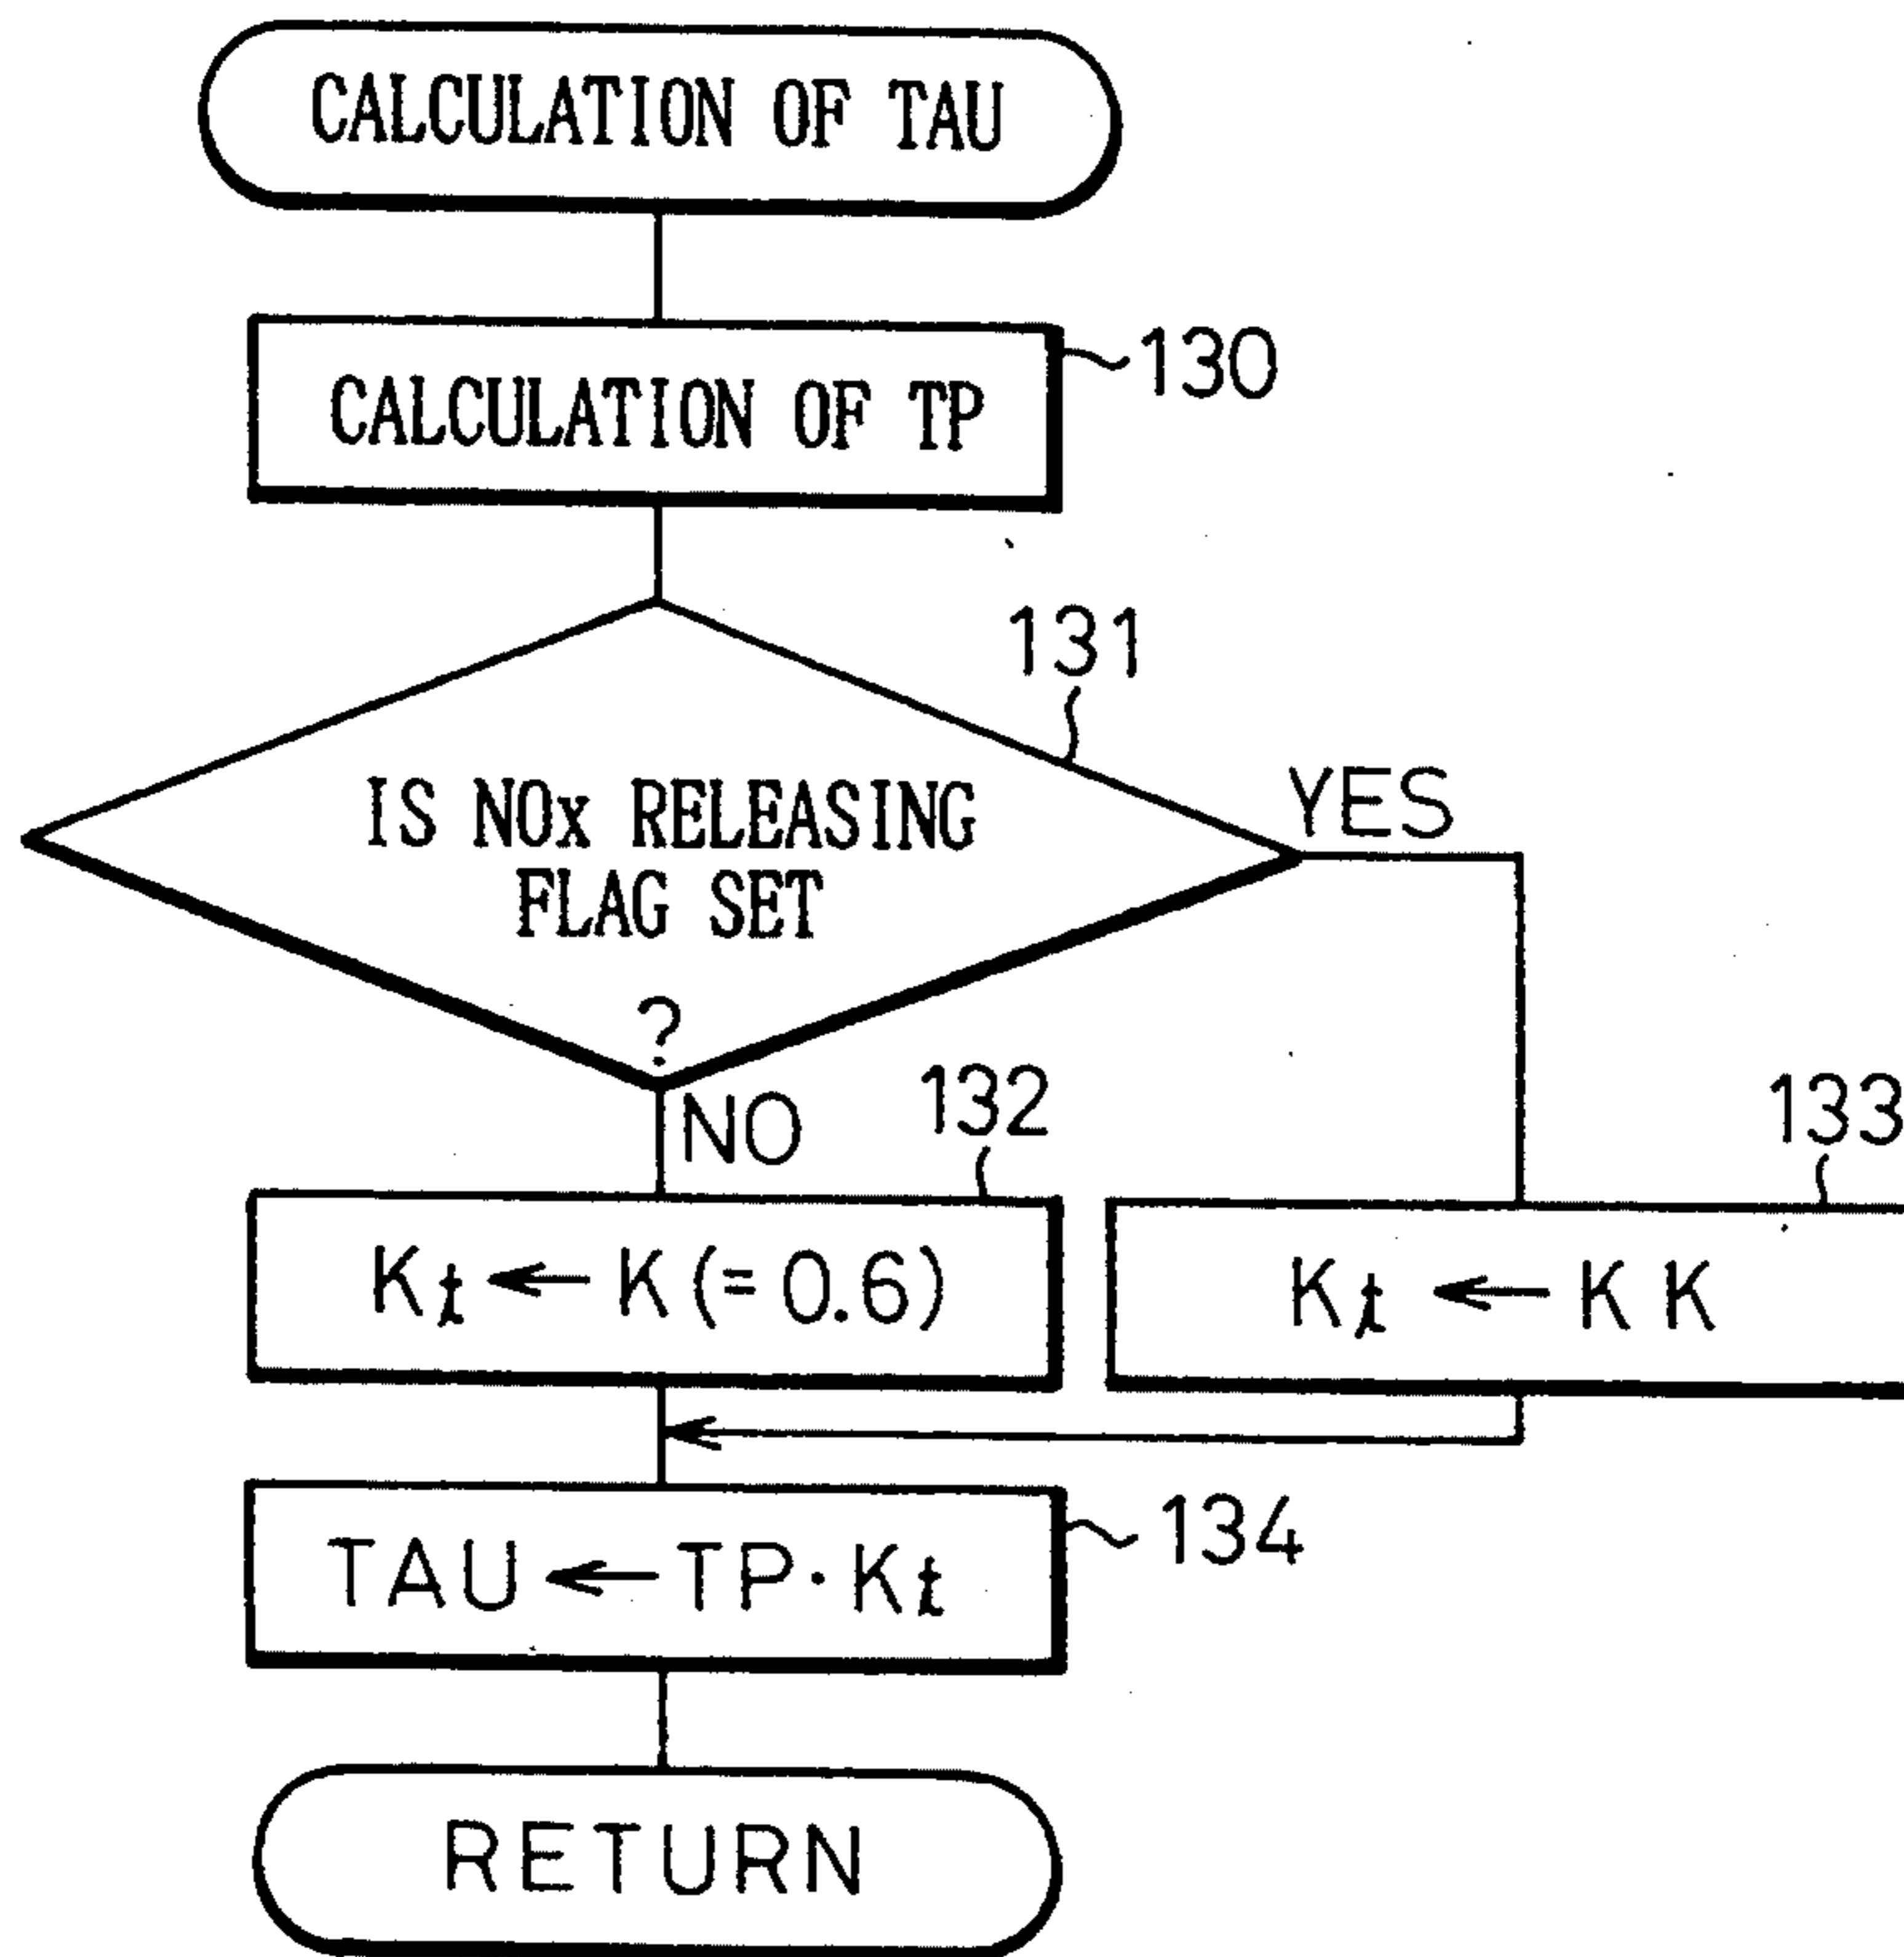 CALCULATION OF TAU
CALCULATION OF TP
130
131
IS NOx RELEASING
FLAG SET
?
YES
NO
132
133
Kt ← K (= 0.6)
Kt ← K K
TAU ← TP · Kt
134
RETURN